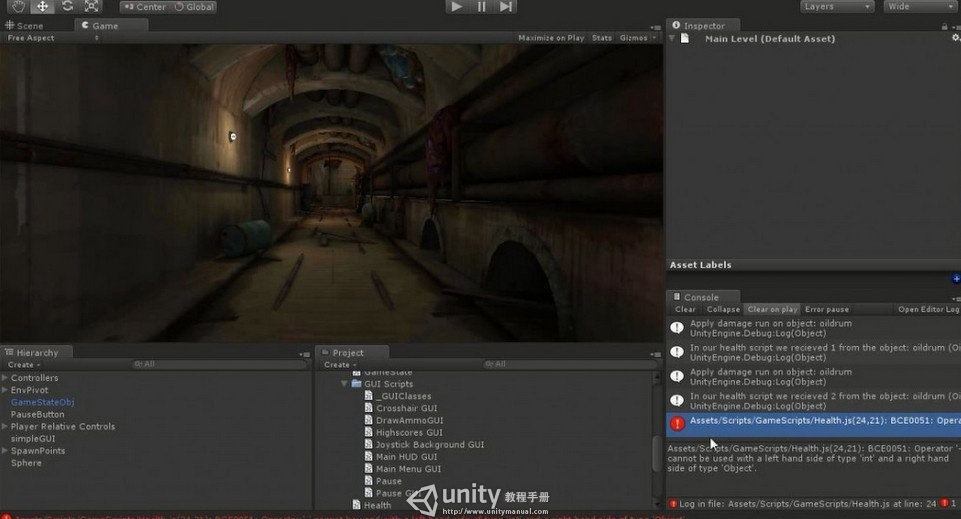 Center
Global
Layers
Wide
Scene
Game
Free Aspect
Maximize on Play
Stats
Gizmos
Inspector
Main Level (Default Asset)
Asset Labels
Console
Clear
Collapse
Clear on play
Error pause
Open Editor Log
Apply damage run on object: oildrum
UnityEngine.Debug:Log(Object)
In our health script we recieved 1 from the object: oildrum (Oi
UnityEngine.Debug:Log(Object)
Apply damage run on object: oildrum
UnityEngine.Debug:Log(Object)
In our health script we recieved 2 from the object: oildrum (Oi
UnityEngine.Debug:Log(Object)
Assets/Scripts/GameScripts/Health.js(24,21): BCE0051: Opera
Assets/Scripts/GameScripts/Health.js(24,21): BCE0051: Operator '-
cannot be used with a left hand side of type 'int' and a right hand
side of type 'Object'.
Log in file: Assets/Scripts/GameScripts/Health.js at line: 24
1
Hierarchy
Create
All
Controllers
EnvPivot
GameStateObj
PauseButton
Player Relative Controls
simpleGUI
SpawnPoints
Sphere
Project
Create
All
GameState
GUI Scripts
_GUIClasses
Crosshair GUI
DrawAmmoGUI
Highscores GUI
Joystick Background GUI
Main HUD GUI
Main Menu GUI
Pause
Pause
Health
unity 教程手册
http://www.unitymanual.com